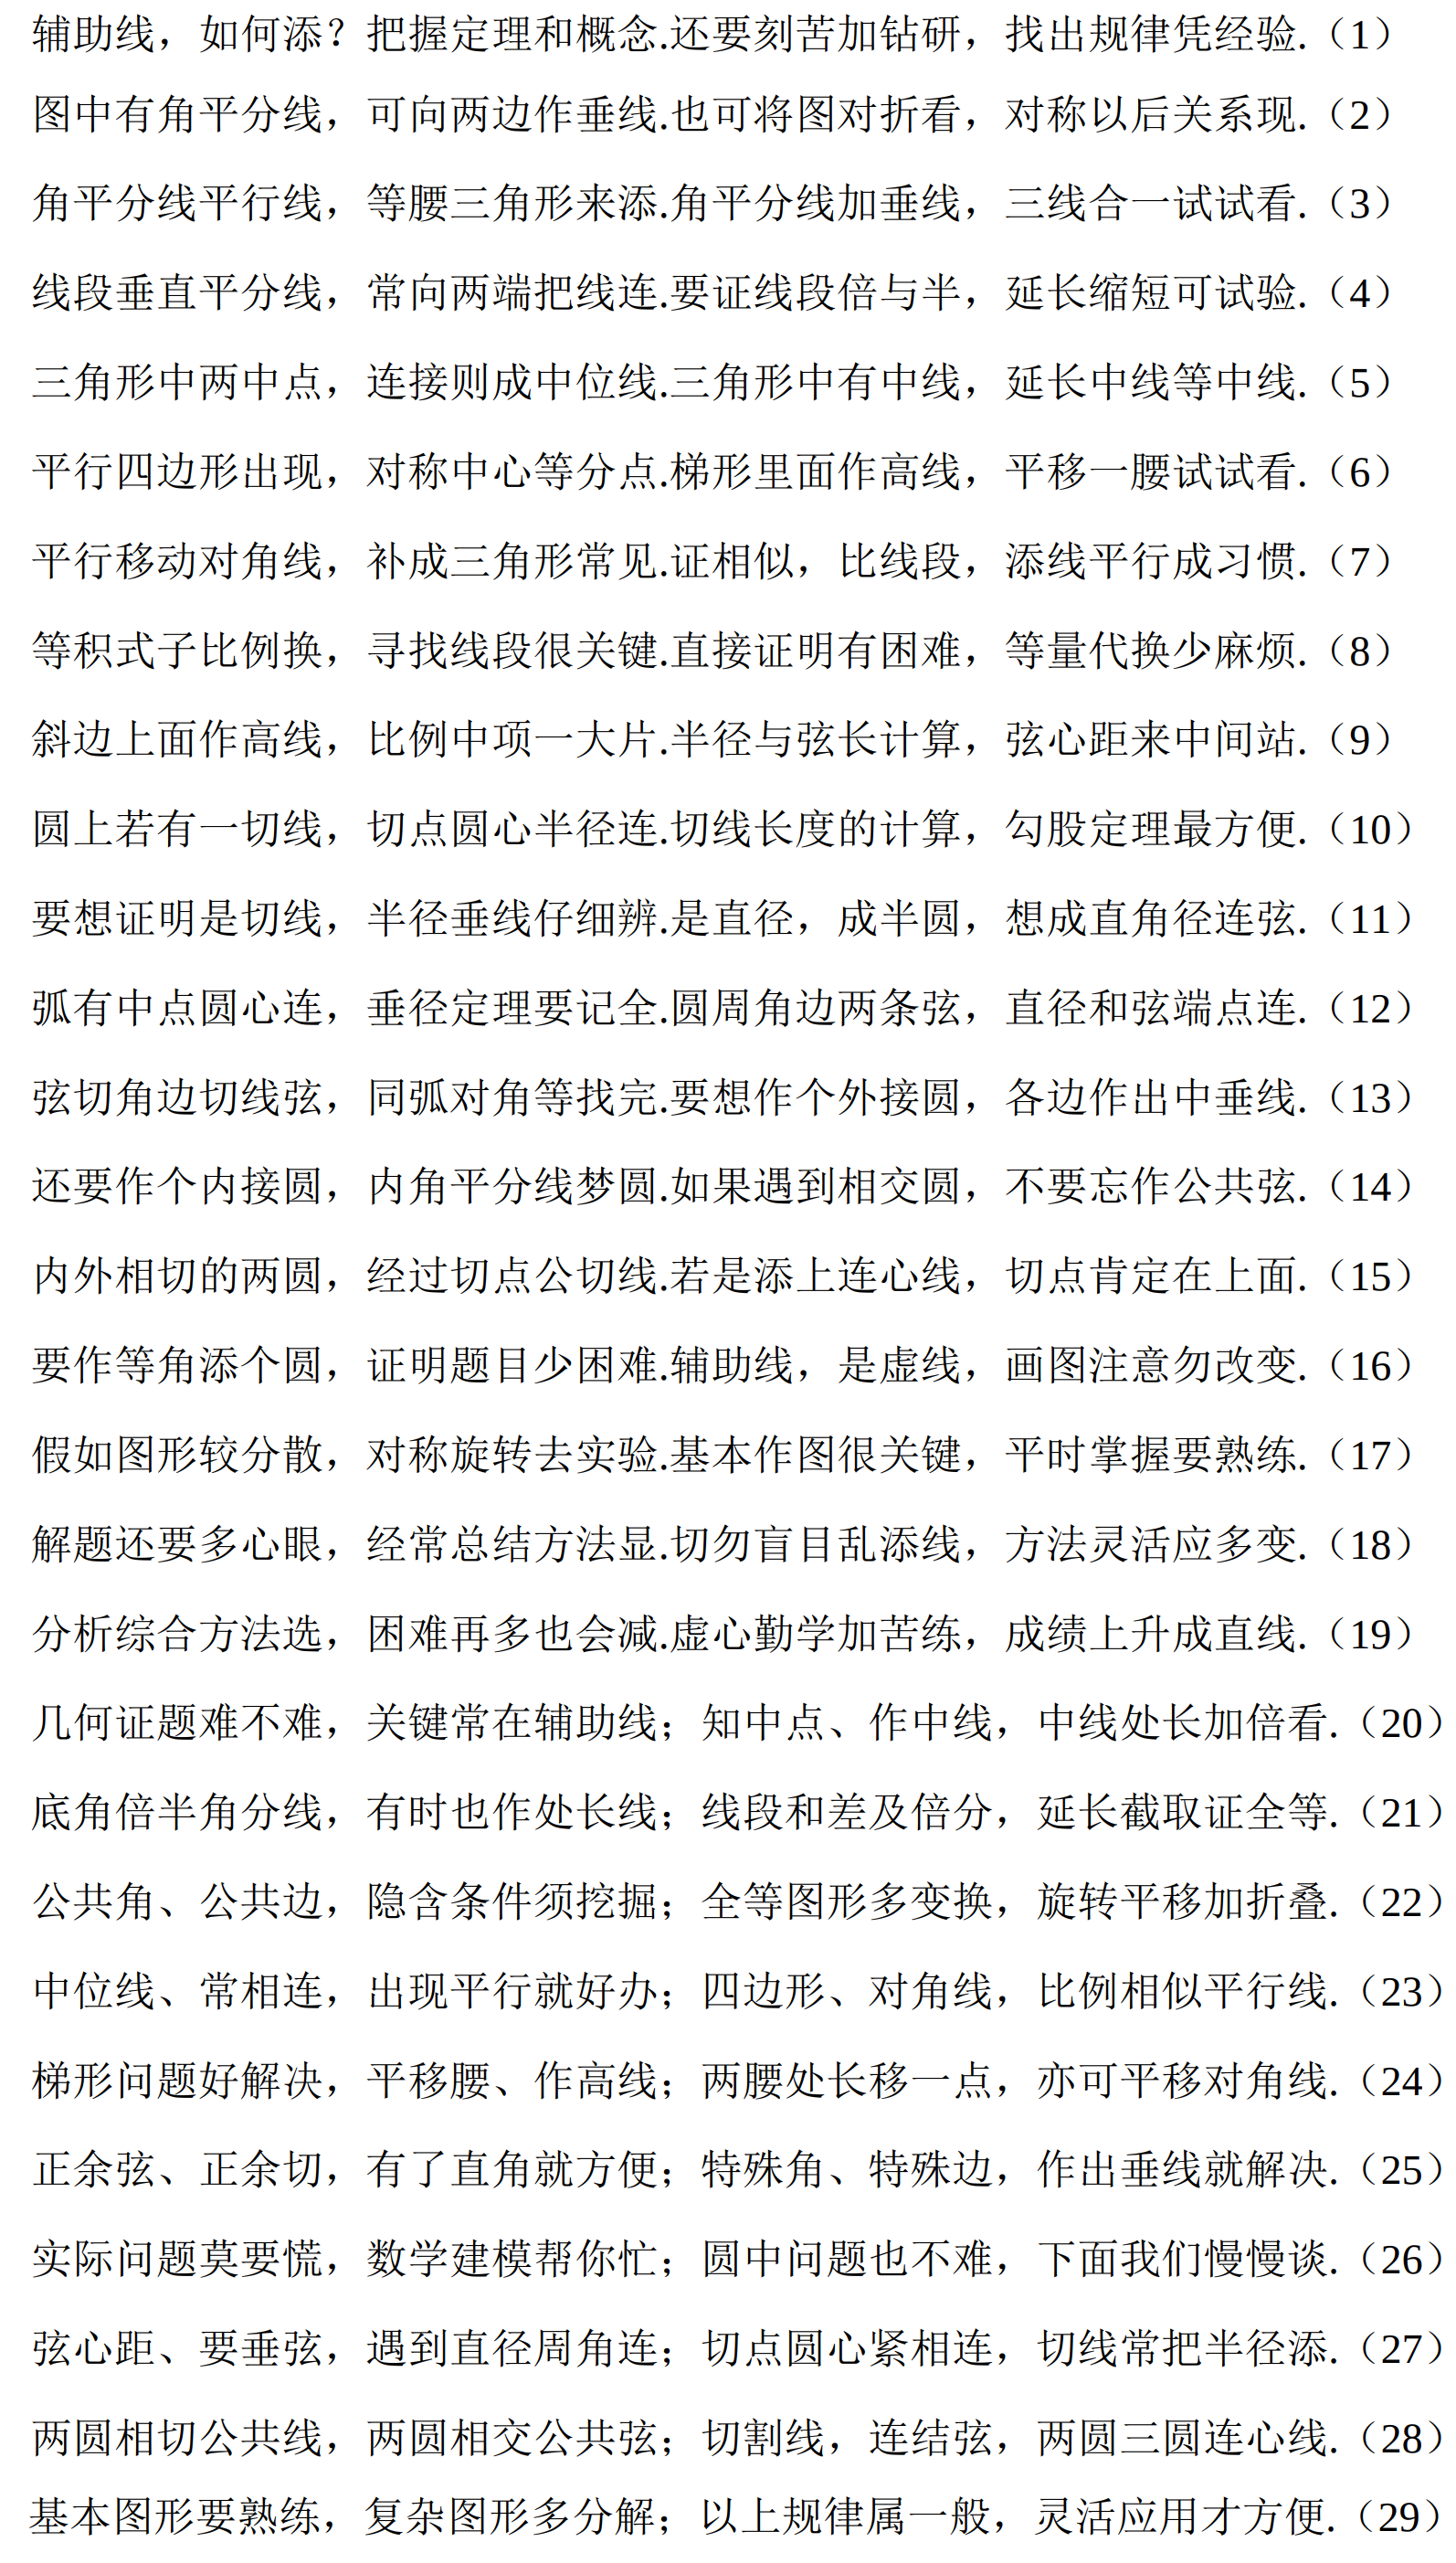 辅助线，如何添？把握定理和概念.还要刻苦加钻研，找出规律凭经验.（1）
图中有角平分线，可向两边作垂线.也可将图对折看，对称以后关系现.（2）
角平分线平行线，等腰三角形来添.角平分线加垂线，三线合一试试看.（3）
线段垂直平分线，常向两端把线连.要证线段倍与半，延长缩短可试验.（4）
三角形中两中点，连接则成中位线.三角形中有中线，延长中线等中线.（5）
平行四边形出现，对称中心等分点.梯形里面作高线，平移一腰试试看.（6）
平行移动对角线，补成三角形常见.证相似，比线段，添线平行成习惯.（7）
等积式子比例换，寻找线段很关键.直接证明有困难，等量代换少麻烦.（8）
斜边上面作高线，比例中项一大片.半径与弦长计算，弦心距来中间站.（9）
圆上若有一切线，切点圆心半径连.切线长度的计算，勾股定理最方便.（10）
要想证明是切线，半径垂线仔细辨.是直径，成半圆，想成直角径连弦.（11）
弧有中点圆心连，垂径定理要记全.圆周角边两条弦，直径和弦端点连.（12）
弦切角边切线弦，同弧对角等找完.要想作个外接圆，各边作出中垂线.（13）
还要作个内接圆，内角平分线梦圆.如果遇到相交圆，不要忘作公共弦.（14）
内外相切的两圆，经过切点公切线.若是添上连心线，切点肯定在上面.（15）
要作等角添个圆，证明题目少困难.辅助线，是虚线，画图注意勿改变.（16）
假如图形较分散，对称旋转去实验.基本作图很关键，平时掌握要熟练.（17）
解题还要多心眼，经常总结方法显.切勿盲目乱添线，方法灵活应多变.（18）
分析综合方法选，困难再多也会减.虚心勤学加苦练，成绩上升成直线.（19）
几何证题难不难，关键常在辅助线；知中点、作中线，中线处长加倍看.（20）
底角倍半角分线，有时也作处长线；线段和差及倍分，延长截取证全等.（21）
公共角、公共边，隐含条件须挖掘；全等图形多变换，旋转平移加折叠.（22）
中位线、常相连，出现平行就好办；四边形、对角线，比例相似平行线.（23）
梯形问题好解决，平移腰、作高线；两腰处长移一点，亦可平移对角线.（24）
正余弦、正余切，有了直角就方便；特殊角、特殊边，作出垂线就解决.（25）
实际问题莫要慌，数学建模帮你忙；圆中问题也不难，下面我们慢慢谈.（26）
弦心距、要垂弦，遇到直径周角连；切点圆心紧相连，切线常把半径添.（27）
两圆相切公共线，两圆相交公共弦；切割线，连结弦，两圆三圆连心线.（28）
基本图形要熟练，复杂图形多分解；以上规律属一般，灵活应用才方便.（29）